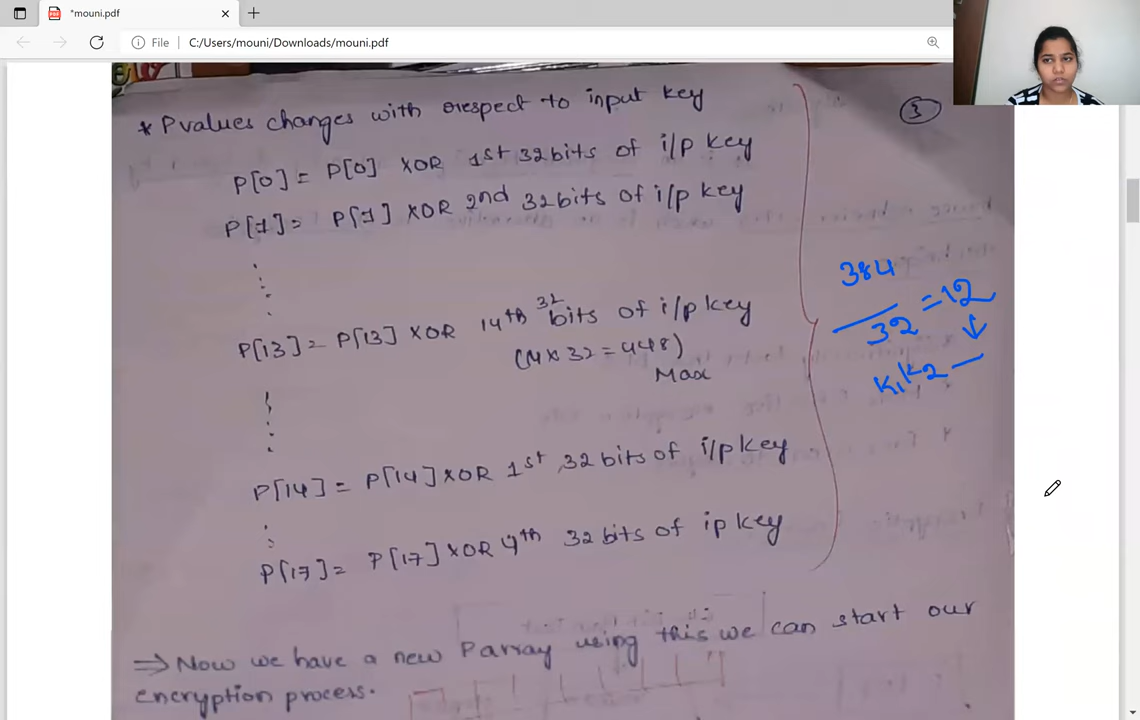 *mouni.pdf
File C:/Users/mouni/Downloads/mouni.pdf
* Pvalues changes with respect to input key
3
P[0] = P[0] XOR 1st 32 bits of i/p key
P[1] = P[1] XOR 2nd 32 bits of i/p key
P[13] = P[13] XOR 14th 32 bits of i/p key
(14 x 32 = 448)
Max
P[14] = P[14] XOR 1st 32 bits of i/p key
P[17] = P[17] XOR 4th 32 bits of ip key
⇒ Now we have a new Parray using this we can start our
encryption process.
384
32 = 12
K1 K2